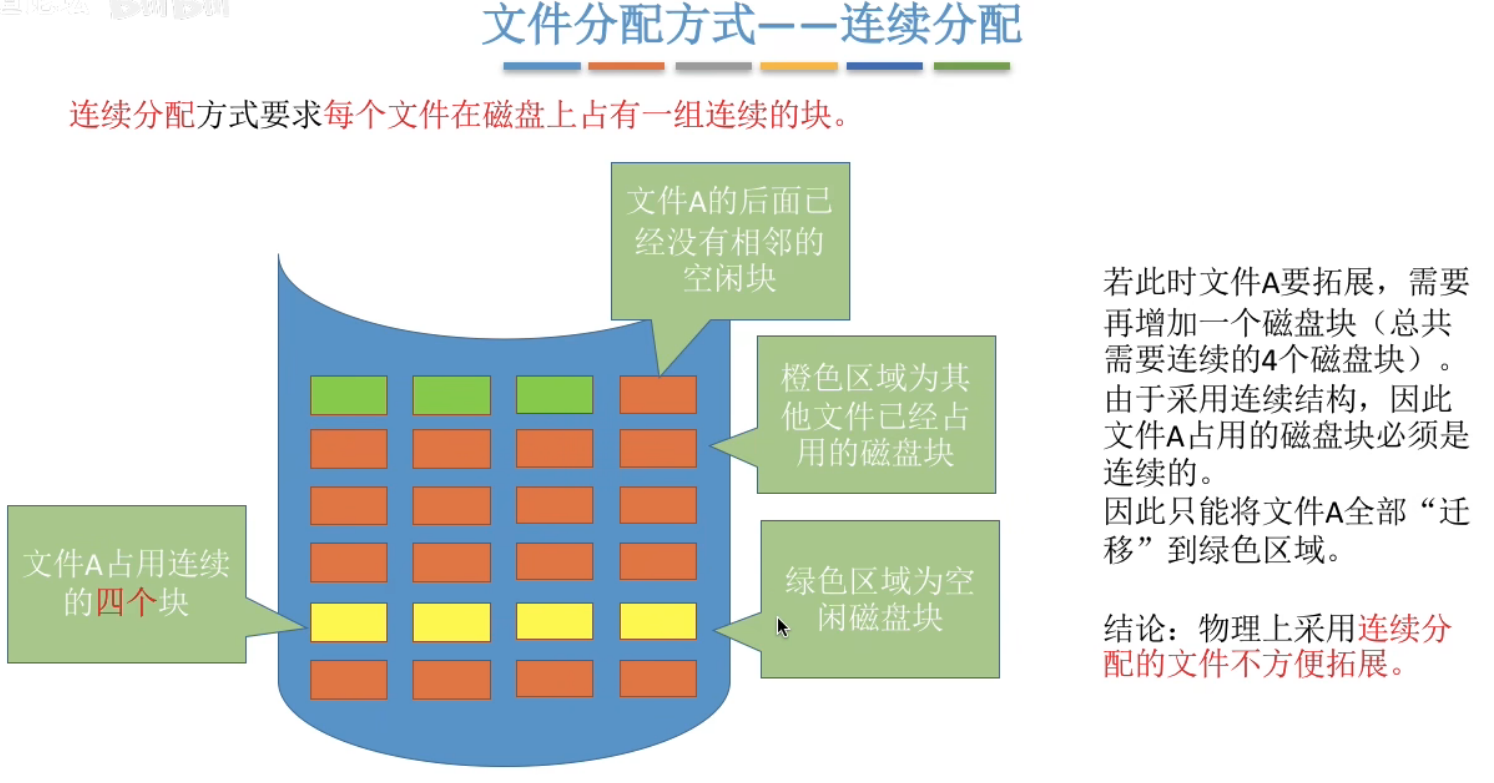 文件分配方式——连续分配
连续分配方式要求每个文件在磁盘上占有一组连续的块。
文件A的后面已
经没有相邻的
空闲块
橙色区域为其
他文件已经占
用的磁盘块
文件A占用连续
的四个块
绿色区域为空
闲磁盘块
若此时文件A要拓展，需要
再增加一个磁盘块（总共
需要连续的4个磁盘块）。
由于采用连续结构，因此
文件A占用的磁盘块必须是
连续的。
因此只能将文件A全部“迁
移”到绿色区域。
结论：物理上采用连续分
配的文件不方便拓展。